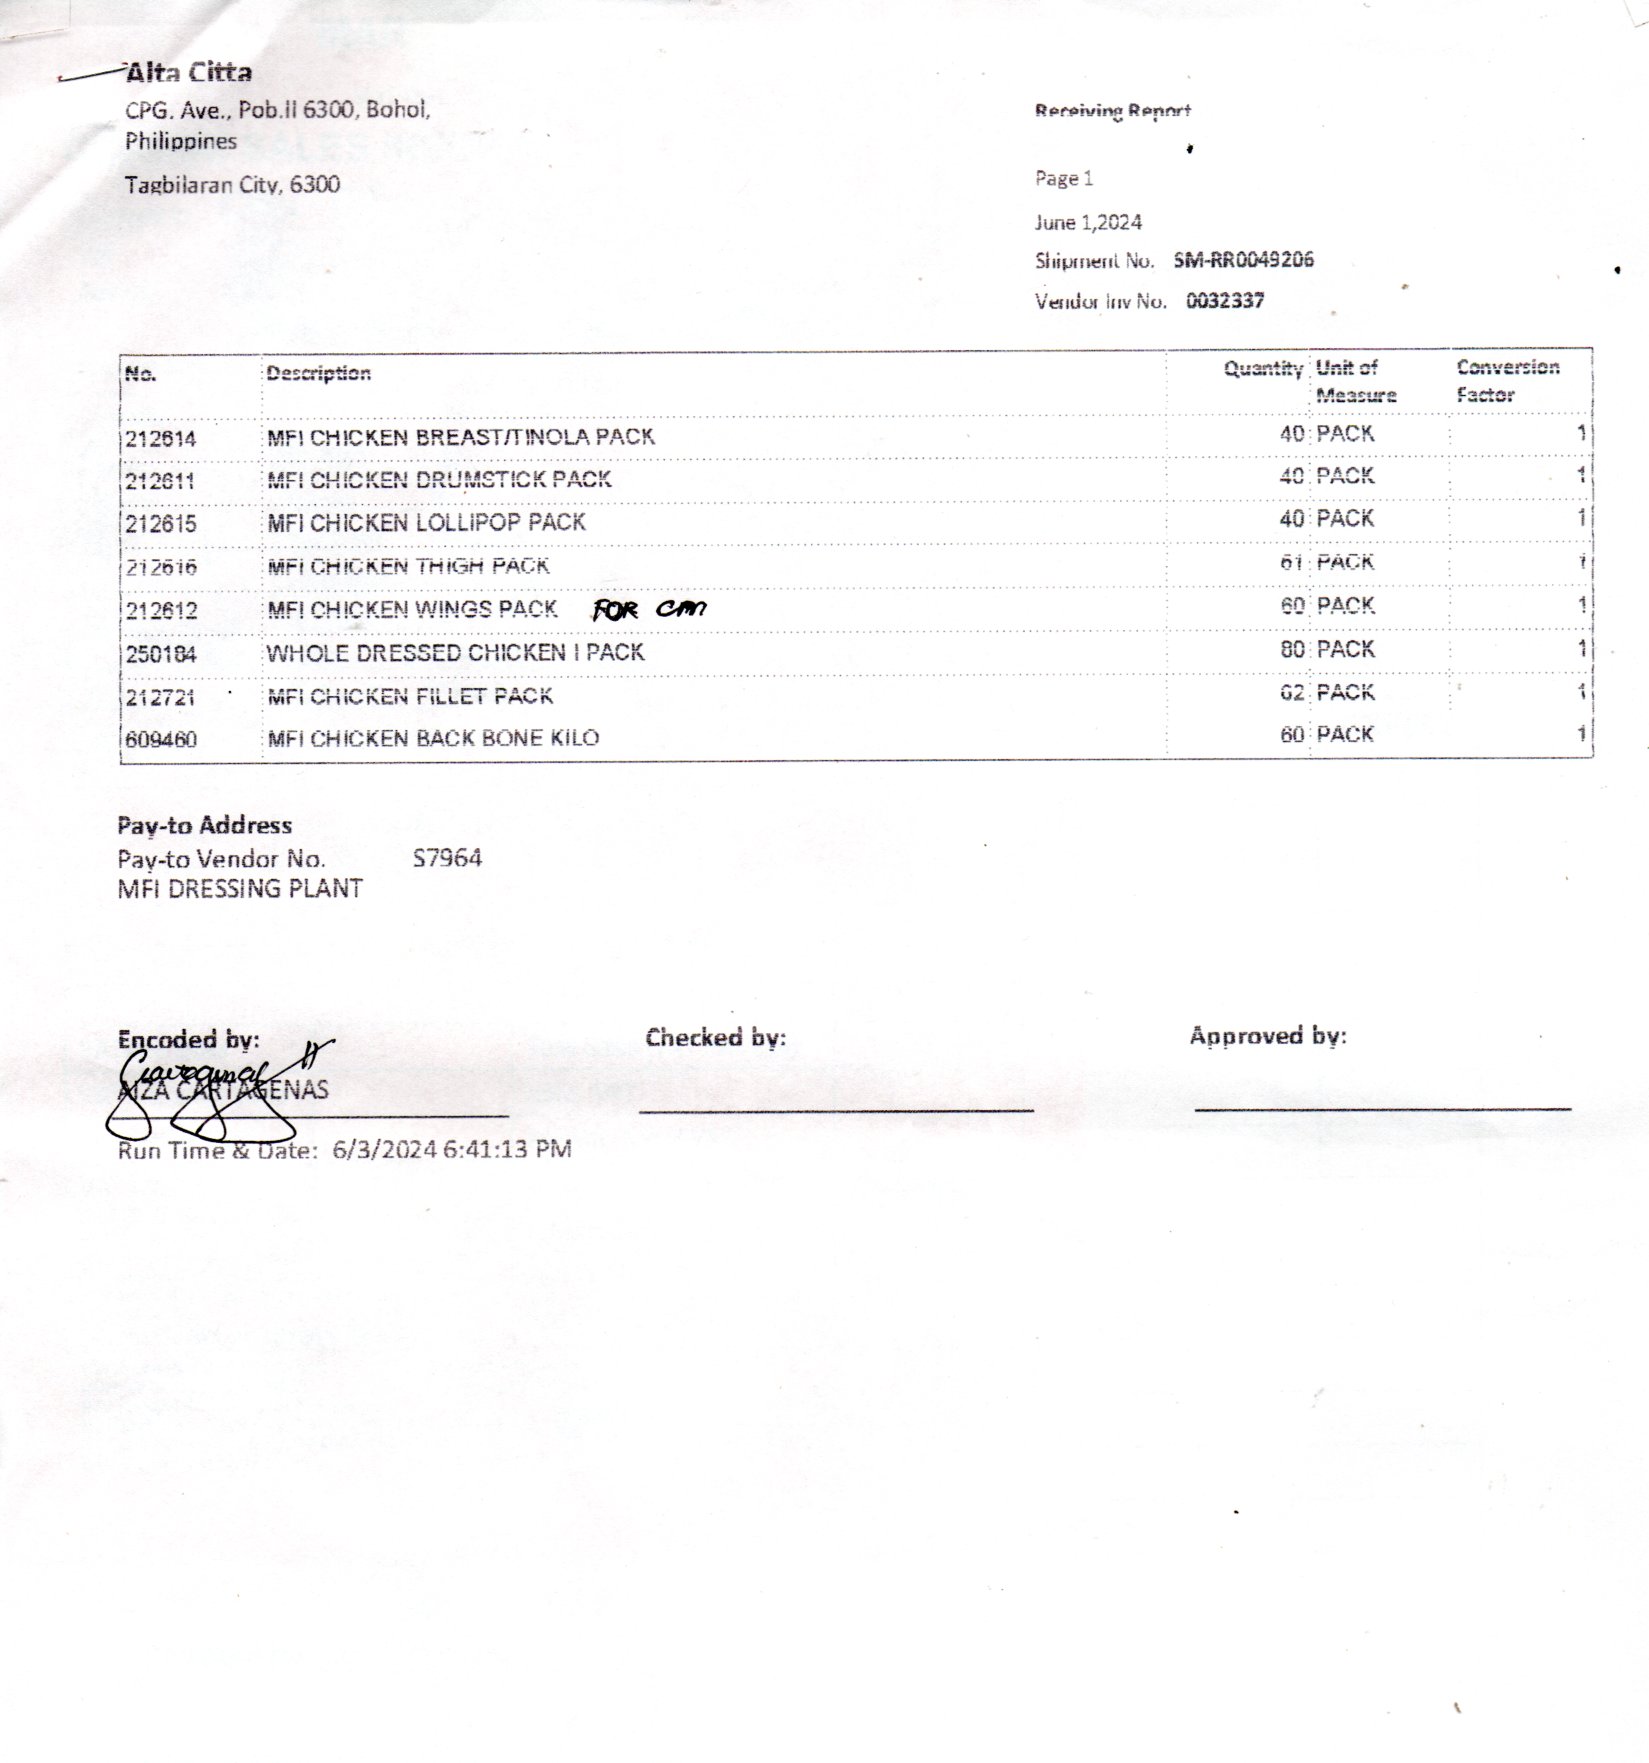 Alta Citta
CPG. Ave., Pob.II 6300, Bohol,
Philippines
Tagbilaran City, 6300
Receiving Report
Page 1
June 1,2024
Shipment No. SM-RR0049206
Vendor Inv No. 0032337
No. Description Quantity Unit of Measure Conversion Factor
212614 MFI CHICKEN BREAST/TINOLA PACK 40 PACK 1
212611 MFI CHICKEN DRUMSTICK PACK 40 PACK 1
212615 MFI CHICKEN LOLLIPOP PACK 40 PACK 1
212616 MFI CHICKEN THIGH PACK 61 PACK 1
212612 MFI CHICKEN WINGS PACK FOR cm 60 PACK 1
250184 WHOLE DRESSED CHICKEN I PACK 80 PACK 1
212721 MFI CHICKEN FILLET PACK 62 PACK 1
609460 MFI CHICKEN BACK BONE KILO 60 PACK 1
Pay-to Address
Pay-to Vendor No. S7964
MFI DRESSING PLANT
Encoded by: Checked by: Approved by:
AIZA CARTAGENAS
Run Time & Date: 6/3/2024 6:41:13 PM